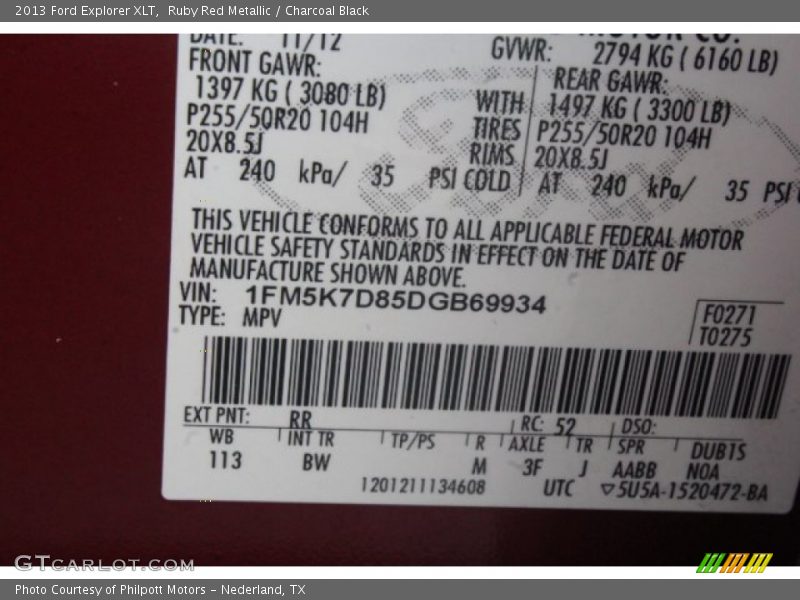 2013 Ford Explorer XLT, Ruby Red Metallic / Charcoal Black
DATE: 11/12 MOTOR CO.
FRONT GAWR: GVWR: 2794 KG ( 6160 LB)
1397 KG ( 3080 LB) REAR GAWR:
P255/50R20 104H WITH 1497 KG ( 3300 LB)
20X8.5J TIRES P255/50R20 104H
RIMS 20X8.5J
AT 240 kPa/ 35 PSI COLD AT 240 kPa/ 35 PSI
THIS VEHICLE CONFORMS TO ALL APPLICABLE FEDERAL MOTOR
VEHICLE SAFETY STANDARDS IN EFFECT ON THE DATE OF
MANUFACTURE SHOWN ABOVE.
VIN: 1FM5K7D85DGB69934
TYPE: MPV
F0271
T0275
EXT PNT: RR RC: 52 DSO:
WB INT TR TP/PS R AXLE TR SPR DUBTS
113 BW M 3F J AABB N0A
1201211134608 UTC ▽5U5A-1520472-BA
GTCARLOT.COM
Photo Courtesy of Philpott Motors – Nederland, TX